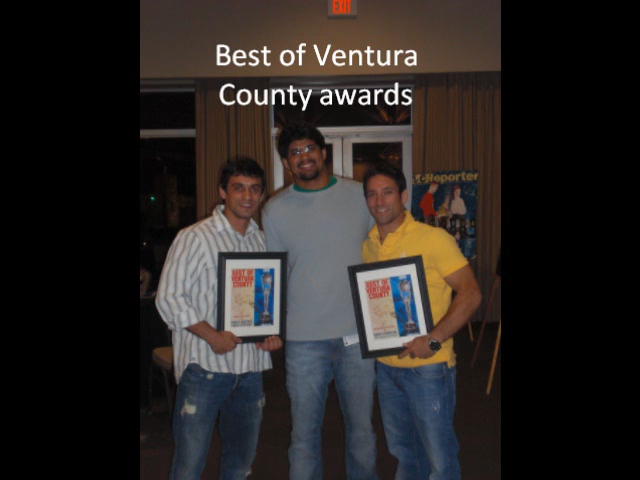 EXIT
Best of Ventura
County awards
Reporter
BEST OF
VENTURA
COUNTY
BEST OF
VENTURA
COUNTY